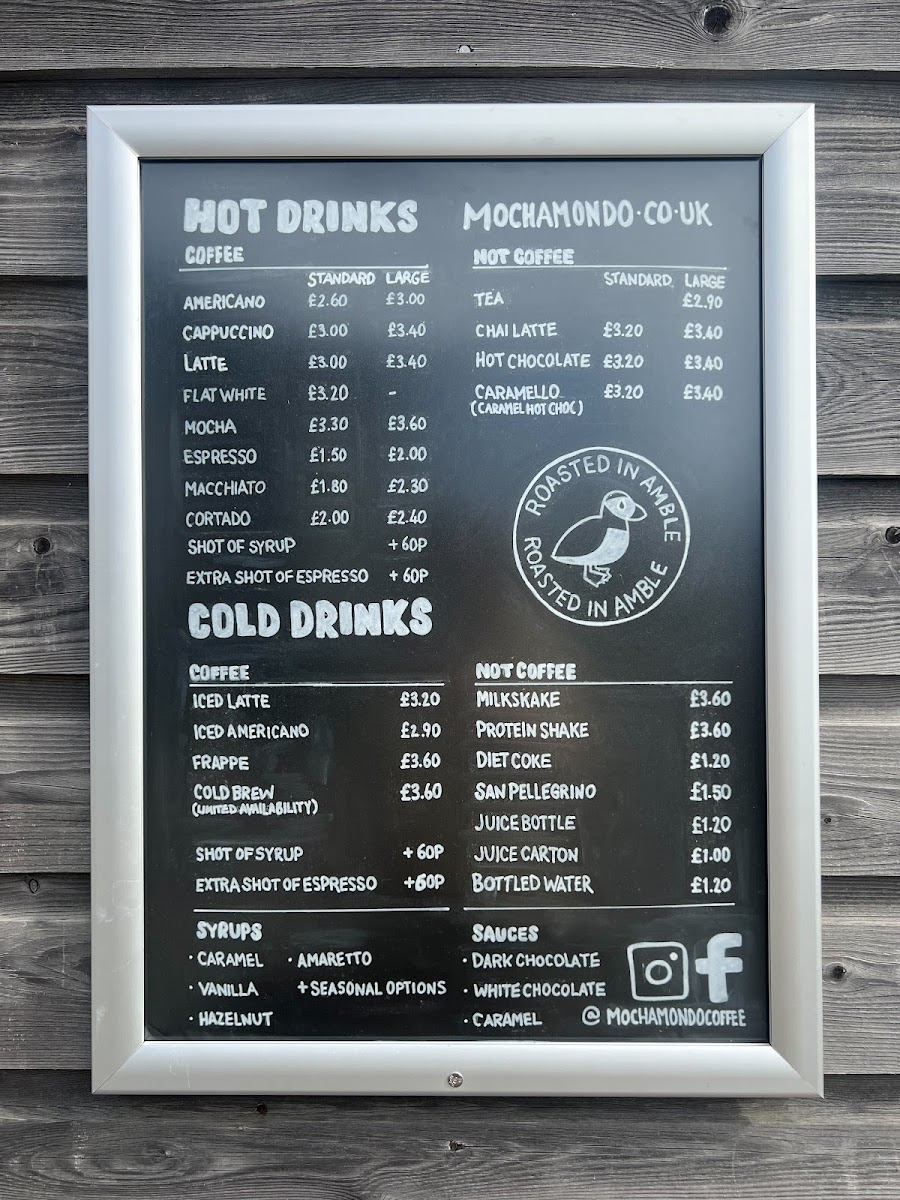 HOT DRINKS
COFFEE
STANDARD LARGE
AMERICANO £2.60 £3.00
CAPPUCCINO £3.00 £3.40
LATTE £3.00 £3.40
FLAT WHITE £3.20 -
MOCHA £3.30 £3.60
ESPRESSO £1.50 £2.00
MACCHIATO £1.80 £2.30
CORTADO £2.00 £2.40
SHOT OF SYRUP +60P
EXTRA SHOT OF ESPRESSO +60P
MOCHAMONDO.CO.UK
NOT COFFEE
STANDARD LARGE
TEA £2.90
CHAI LATTE £3.20 £3.40
HOT CHOCOLATE £3.20 £3.40
CARAMELLO £3.20 £3.40
(CARAMEL HOT CHOC)
ROASTED IN AMBLE
ROASTED IN AMBLE
COLD DRINKS
COFFEE
ICED LATTE £3.20
ICED AMERICANO £2.90
FRAPPE £3.60
COLD BREW £3.60
(LIMITED AVAILABILITY)
SHOT OF SYRUP +60P
EXTRA SHOT OF ESPRESSO +60P
NOT COFFEE
MILKSKAKE £3.60
PROTEIN SHAKE £3.60
DIET COKE £1.20
SAN PELLEGRINO £1.50
JUICE BOTTLE £1.20
JUICE CARTON £1.00
BOTTLED WATER £1.20
SYRUPS
· CARAMEL · AMARETTO
· VANILLA + SEASONAL OPTIONS
· HAZELNUT
SAUCES
· DARK CHOCOLATE
· WHITE CHOCOLATE
· CARAMEL
@ MOCHAMONDOCOFFEE